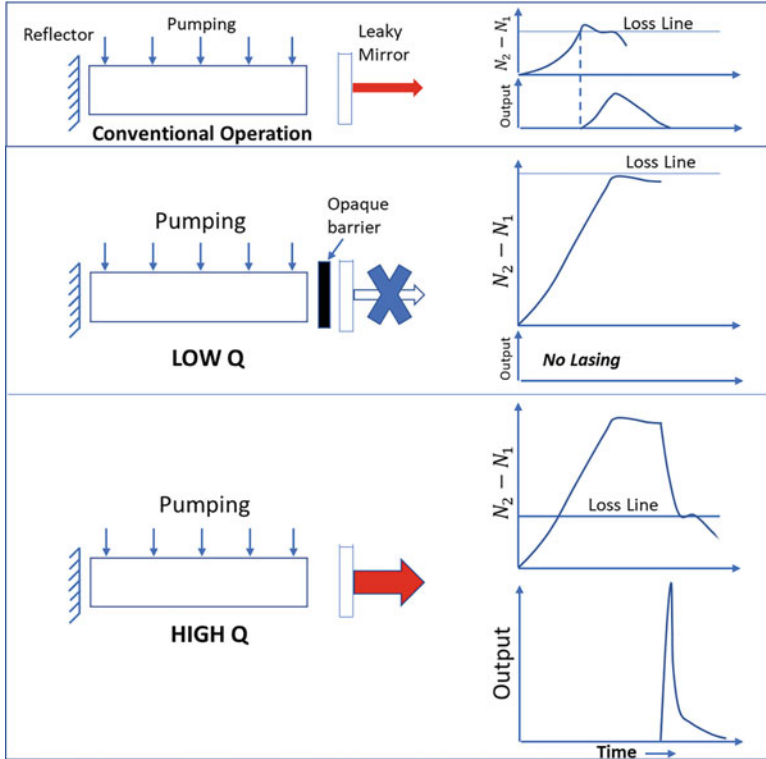 Pumping
Reflector
Leaky
Mirror
Conventional Operation
N₂ − N₁
Loss Line
Output
Pumping
Opaque
barrier
LOW Q
N₂ − N₁
Loss Line
Output
No Lasing
Pumping
HIGH Q
N₂ − N₁
Loss Line
Output
Time